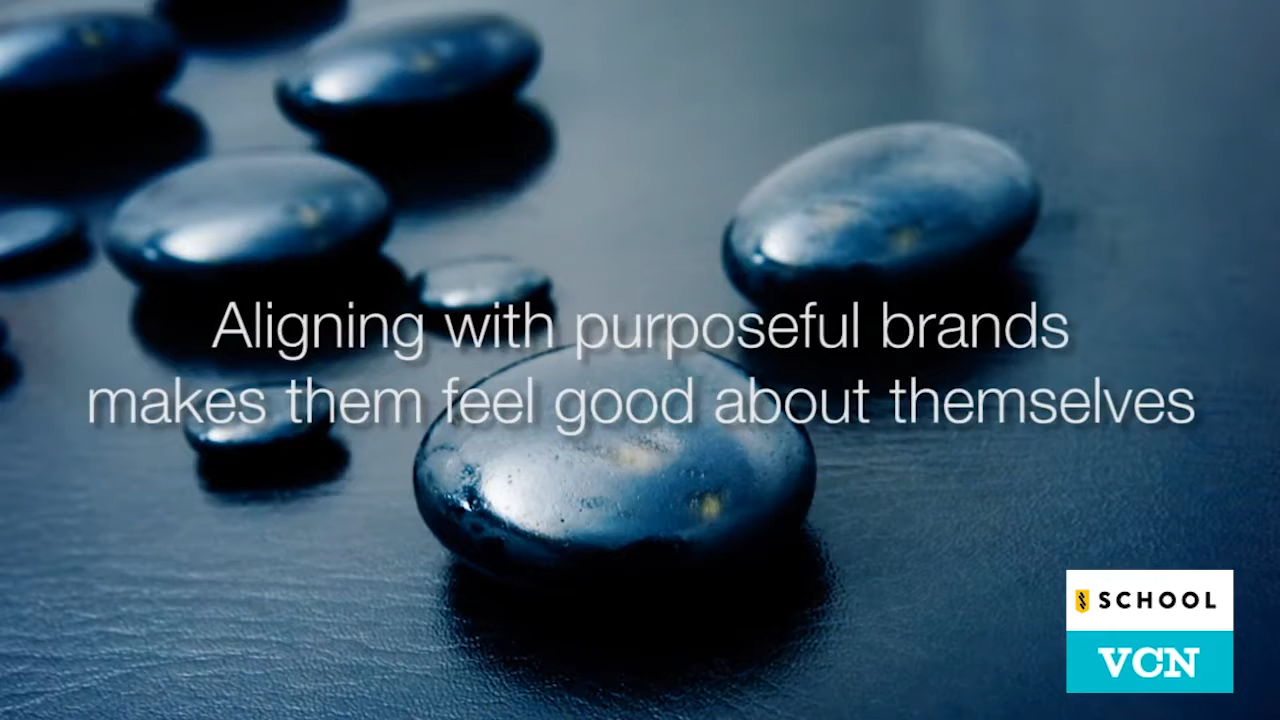 Aligning with purposeful brands
makes them feel good about themselves
SCHOOL
VCN